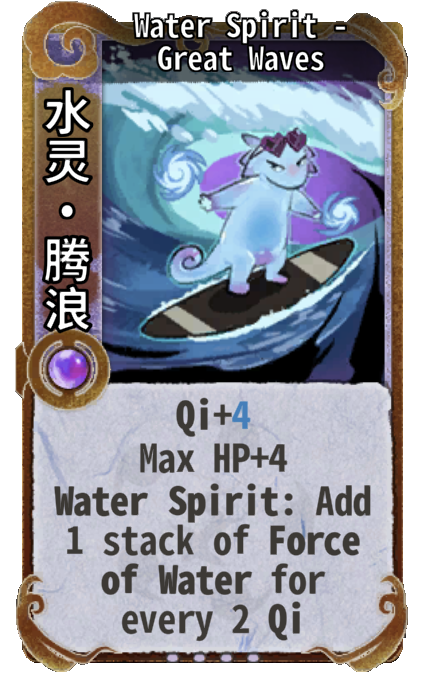 Water Spirit -
Great Waves
水灵·腾浪
Qi+4
Max HP+4
Water Spirit: Add
1 stack of Force
of Water for
every 2 Qi